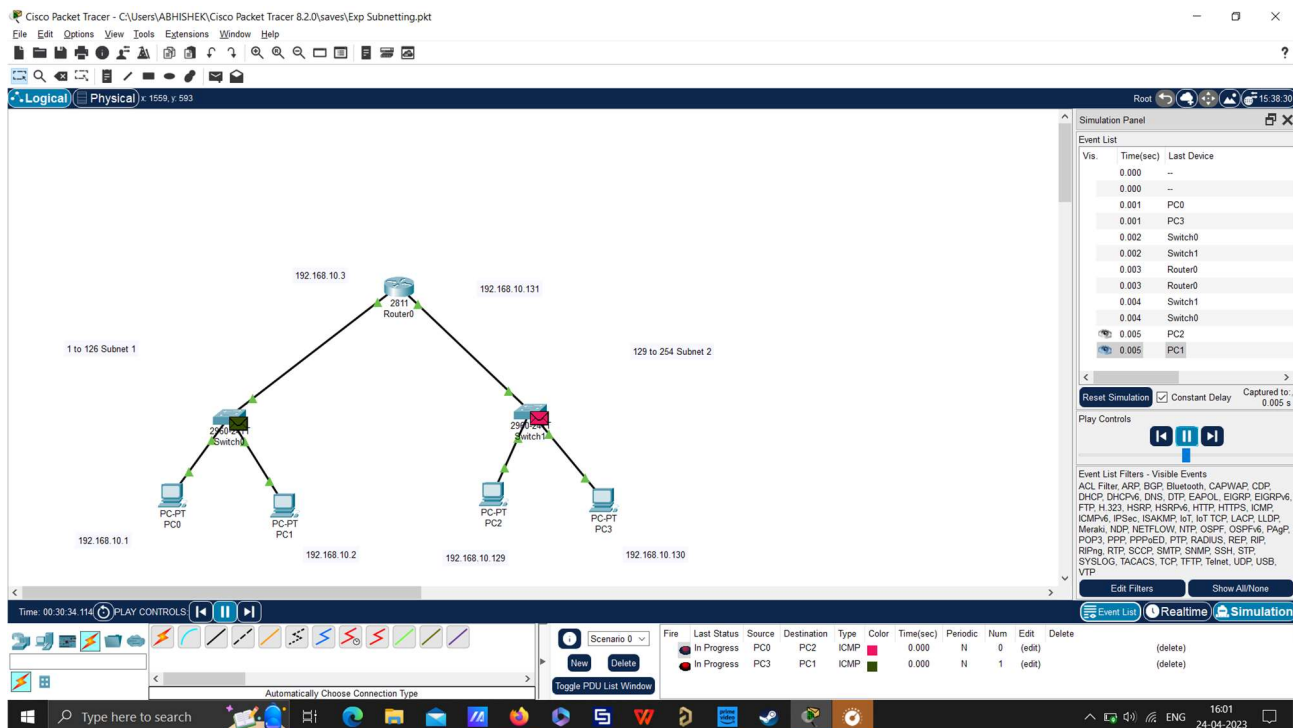 Cisco Packet Tracer - C:\Users\ABHISHEK\Cisco Packet Tracer 8.2.0\saves\Exp Subnetting.pkt
File Edit Options View Tools Extensions Window Help
Logical Physical x: 1559, y: 593
Root 15:38:30
192.168.10.3
192.168.10.131
2811
Router0
1 to 126 Subnet 1
129 to 254 Subnet 2
Switch1
PC-PT
PC0
PC-PT
PC1
PC-PT
PC2
PC-PT
PC3
192.168.10.1
192.168.10.2
192.168.10.129
192.168.10.130
Simulation Panel
Event List
Vis. Time(sec) Last Device
0.000 --
0.000 --
0.001 PC0
0.001 PC3
0.002 Switch0
0.002 Switch1
0.003 Router0
0.003 Router0
0.004 Switch1
0.004 Switch0
0.005 PC2
0.005 PC1
Reset Simulation Constant Delay Captured to:
0.005 s
Play Controls
Event List Filters - Visible Events
ACL Filter, ARP, BGP, Bluetooth, CAPWAP, CDP,
DHCP, DHCPv6, DNS, DTP, EAPOL, EIGRP, EIGRPv6,
FTP, H.323, HSRP, HSRPv6, HTTP, HTTPS, ICMP,
ICMPv6, IPSec, ISAKMP, IoT, IoT TCP, LACP, LLDP,
Meraki, NDP, NETFLOW, NTP, OSPF, OSPFv6, PAgP,
POP3, PPP, PPPoED, PTP, RADIUS, REP, RIP,
RIPng, RTP, SCCP, SMTP, SNMP, SSH, STP,
SYSLOG, TACACS, TCP, TFTP, Telnet, UDP, USB,
VTP
Edit Filters Show All/None
Time: 00:30:34.114 PLAY CONTROLS:
Event List Realtime Simulation
Automatically Choose Connection Type
Scenario 0
New Delete
Toggle PDU List Window
Fire Last Status Source Destination Type Color Time(sec) Periodic Num Edit Delete
In Progress PC0 PC2 ICMP 0.000 N 0 (edit) (delete)
In Progress PC3 PC1 ICMP 0.000 N 1 (edit) (delete)
Type here to search
prime video
ENG
16:01
24-04-2023